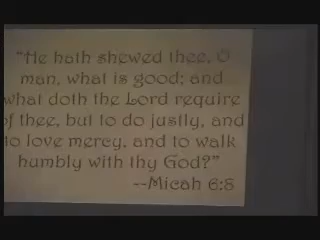 “He hath shewed thee, O
man, what is good; and
what doth the Lord require
of thee, but to do justly, and
to love mercy, and to walk
humbly with thy God?”
--Micah 6:8